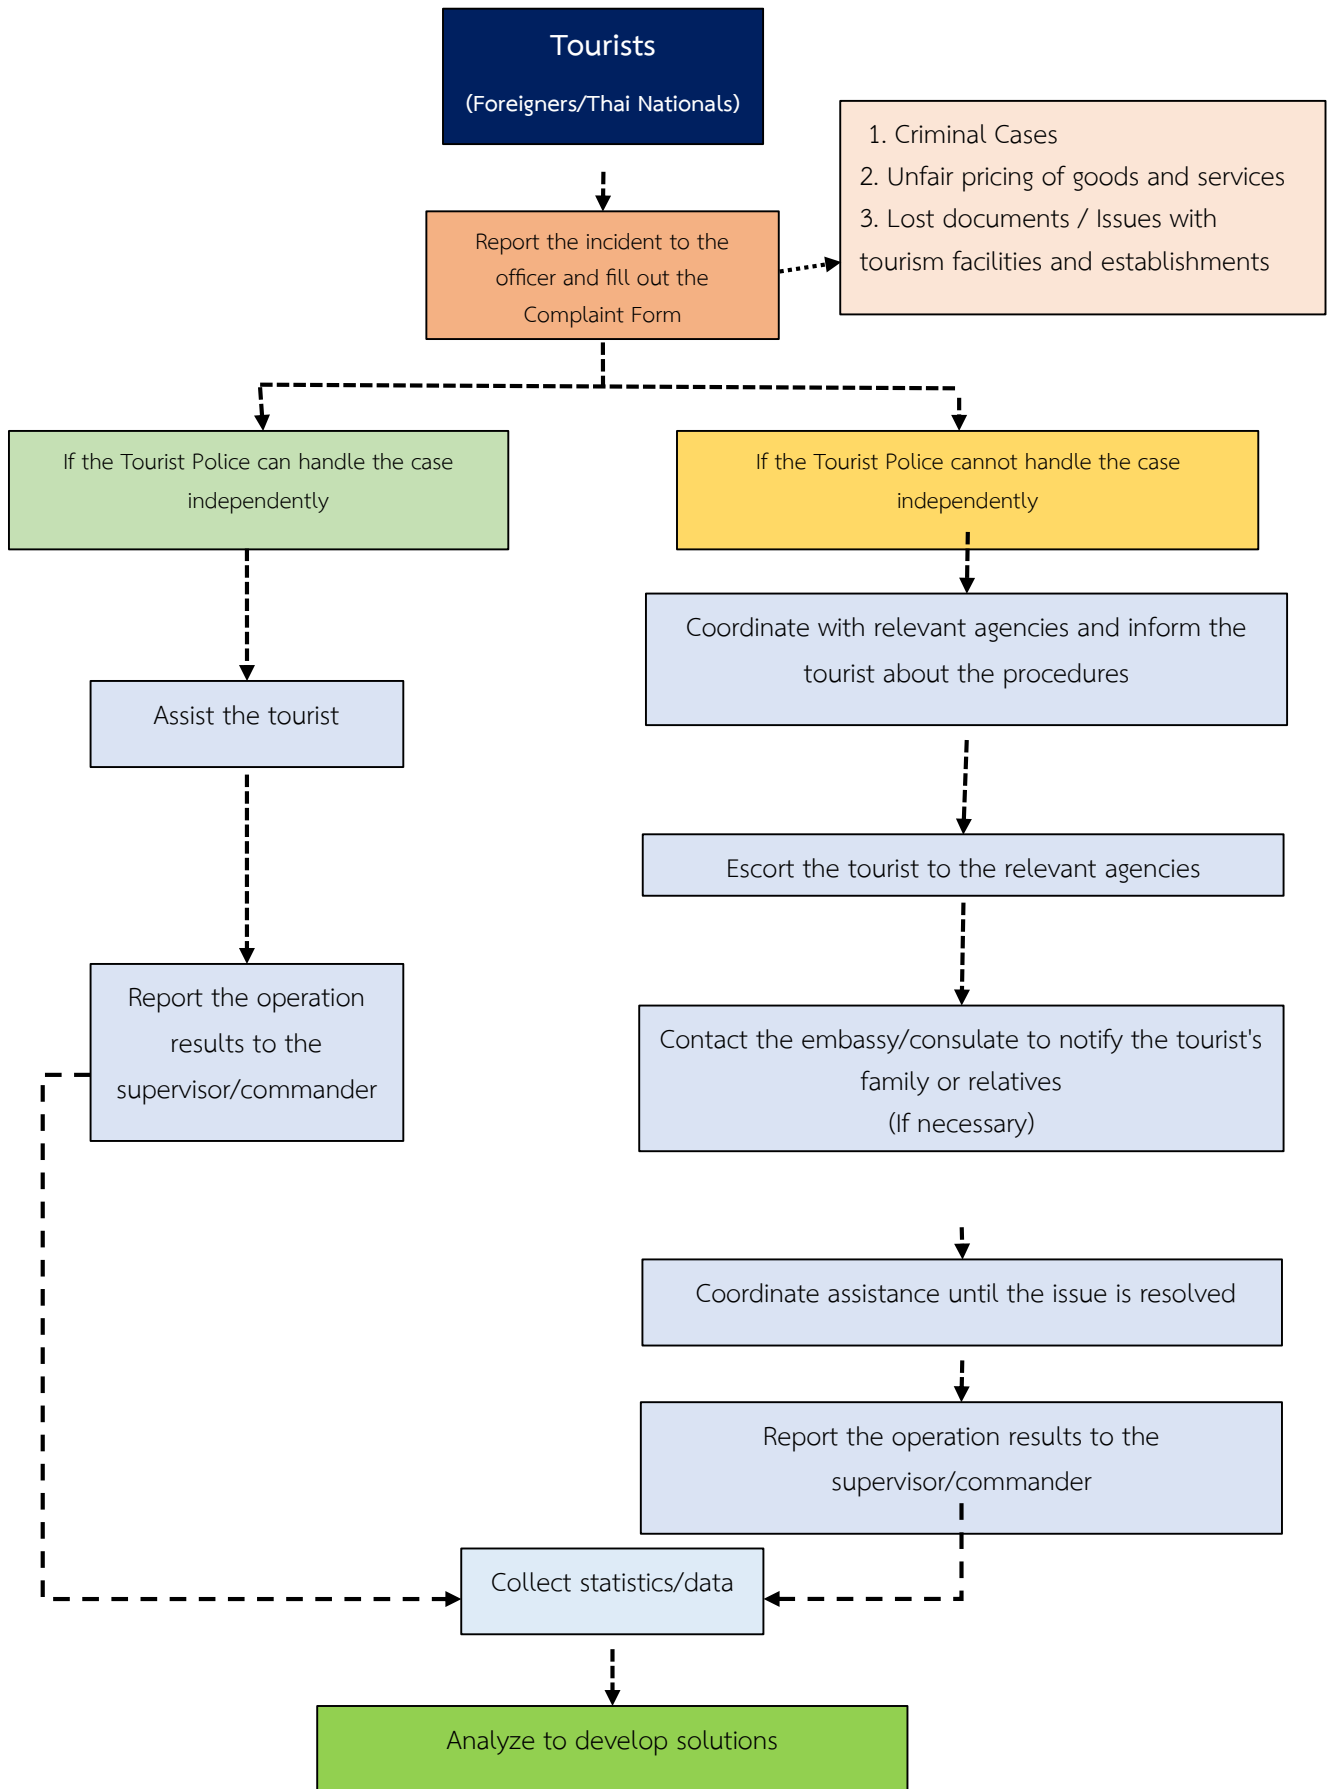 Tourists
(Foreigners/Thai Nationals)
1. Criminal Cases
2. Unfair pricing of goods and services
3. Lost documents / Issues with
tourism facilities and establishments
Report the incident to the
officer and fill out the
Complaint Form
If the Tourist Police can handle the case
independently
If the Tourist Police cannot handle the case
independently
Coordinate with relevant agencies and inform the
tourist about the procedures
Assist the tourist
Escort the tourist to the relevant agencies
Report the operation
results to the
supervisor/commander
Contact the embassy/consulate to notify the tourist's
family or relatives
(If necessary)
Coordinate assistance until the issue is resolved
Report the operation results to the
supervisor/commander
Collect statistics/data
Analyze to develop solutions